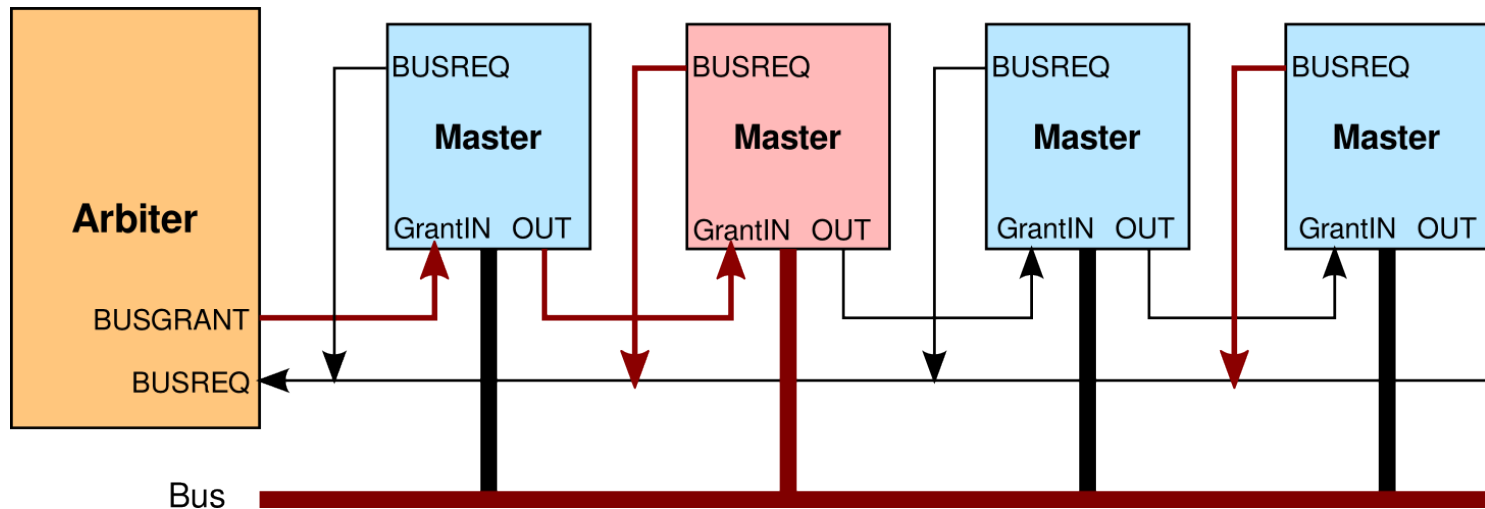 Arbiter
BUSGRANT
BUSREQ
BUSREQ
Master
GrantIN OUT
BUSREQ
Master
GrantIN OUT
BUSREQ
Master
GrantIN OUT
BUSREQ
Master
GrantIN OUT
Bus